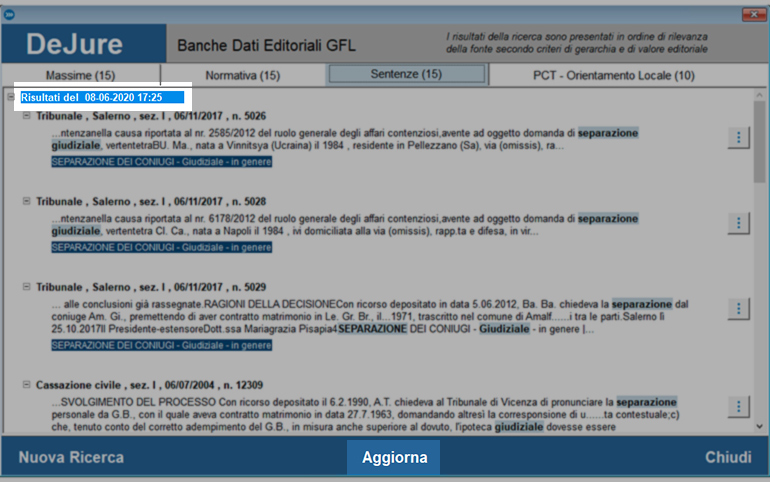 DeJure
Banche Dati Editoriali GFL
I risultati della ricerca sono presentati in ordine di rilevanza
della fonte secondo criteri di gerarchia e di valore editoriale
Massime (15)
Normativa (15)
Sentenze (15)
PCT - Orientamento Locale (10)
Risultati del 08-06-2020 17:25
Tribunale , Salerno , sez. I , 06/11/2017 , n. 5026
...ntenzanella causa riportata al nr. 2585/2012 del ruolo generale degli affari contenziosi,avente ad oggetto domanda di separazione
giudiziale, vertentetraBU. Ma., nata a Vinnitsya (Ucraina) il 1984 , residente in Pellezzano (Sa), via (omissis), ra...
SEPARAZIONE DEI CONIUGI - Giudiziale - in genere
Tribunale , Salerno , sez. I , 06/11/2017 , n. 5028
...ntenzanella causa riportata al nr. 6178/2012 del ruolo generale degli affari contenziosi,avente ad oggetto domanda di separazione
giudiziale, vertentetra Cl. Ca., nata a Napoli il 1984 , ivi domiciliata alla via (omissis), rapp.ta e difesa, in vir...
SEPARAZIONE DEI CONIUGI - Giudiziale - in genere
Tribunale , Salerno , sez. I , 06/11/2017 , n. 5029
... alle conclusioni già rassegnate.RAGIONI DELLA DECISIONECon ricorso depositato in data 5.06.2012, Ba. Ba. chiedeva la separazione dal
coniuge Am. Gi., premettendo di aver contratto matrimonio in Le. Gr. Br., il...1971, trascritto nel comune di Amalf......i tra le parti.Salerno lì
25.10.2017Il Presidente-estensoreDott.ssa Mariagrazia Pisapia4SEPARAZIONE DEI CONIUGI - Giudiziale - in genere |...
SEPARAZIONE DEI CONIUGI - Giudiziale - in genere
Cassazione civile , sez. I , 06/07/2004 , n. 12309
...SVOLGIMENTO DEL PROCESSO Con ricorso depositato il 6.2.1990, A.T. chiedeva al Tribunale di Vicenza di pronunciare la separazione
personale da G.B., con il quale aveva contratto matrimonio in data 27.7.1963, domandando altresì la corresponsione di u......ta contestuale;c)
che, tenuto conto del corretto adempimento del G.B., in misura anche superiore al dovuto, l'ipoteca giudiziale dovesse essere
Nuova Ricerca
Aggiorna
Chiudi